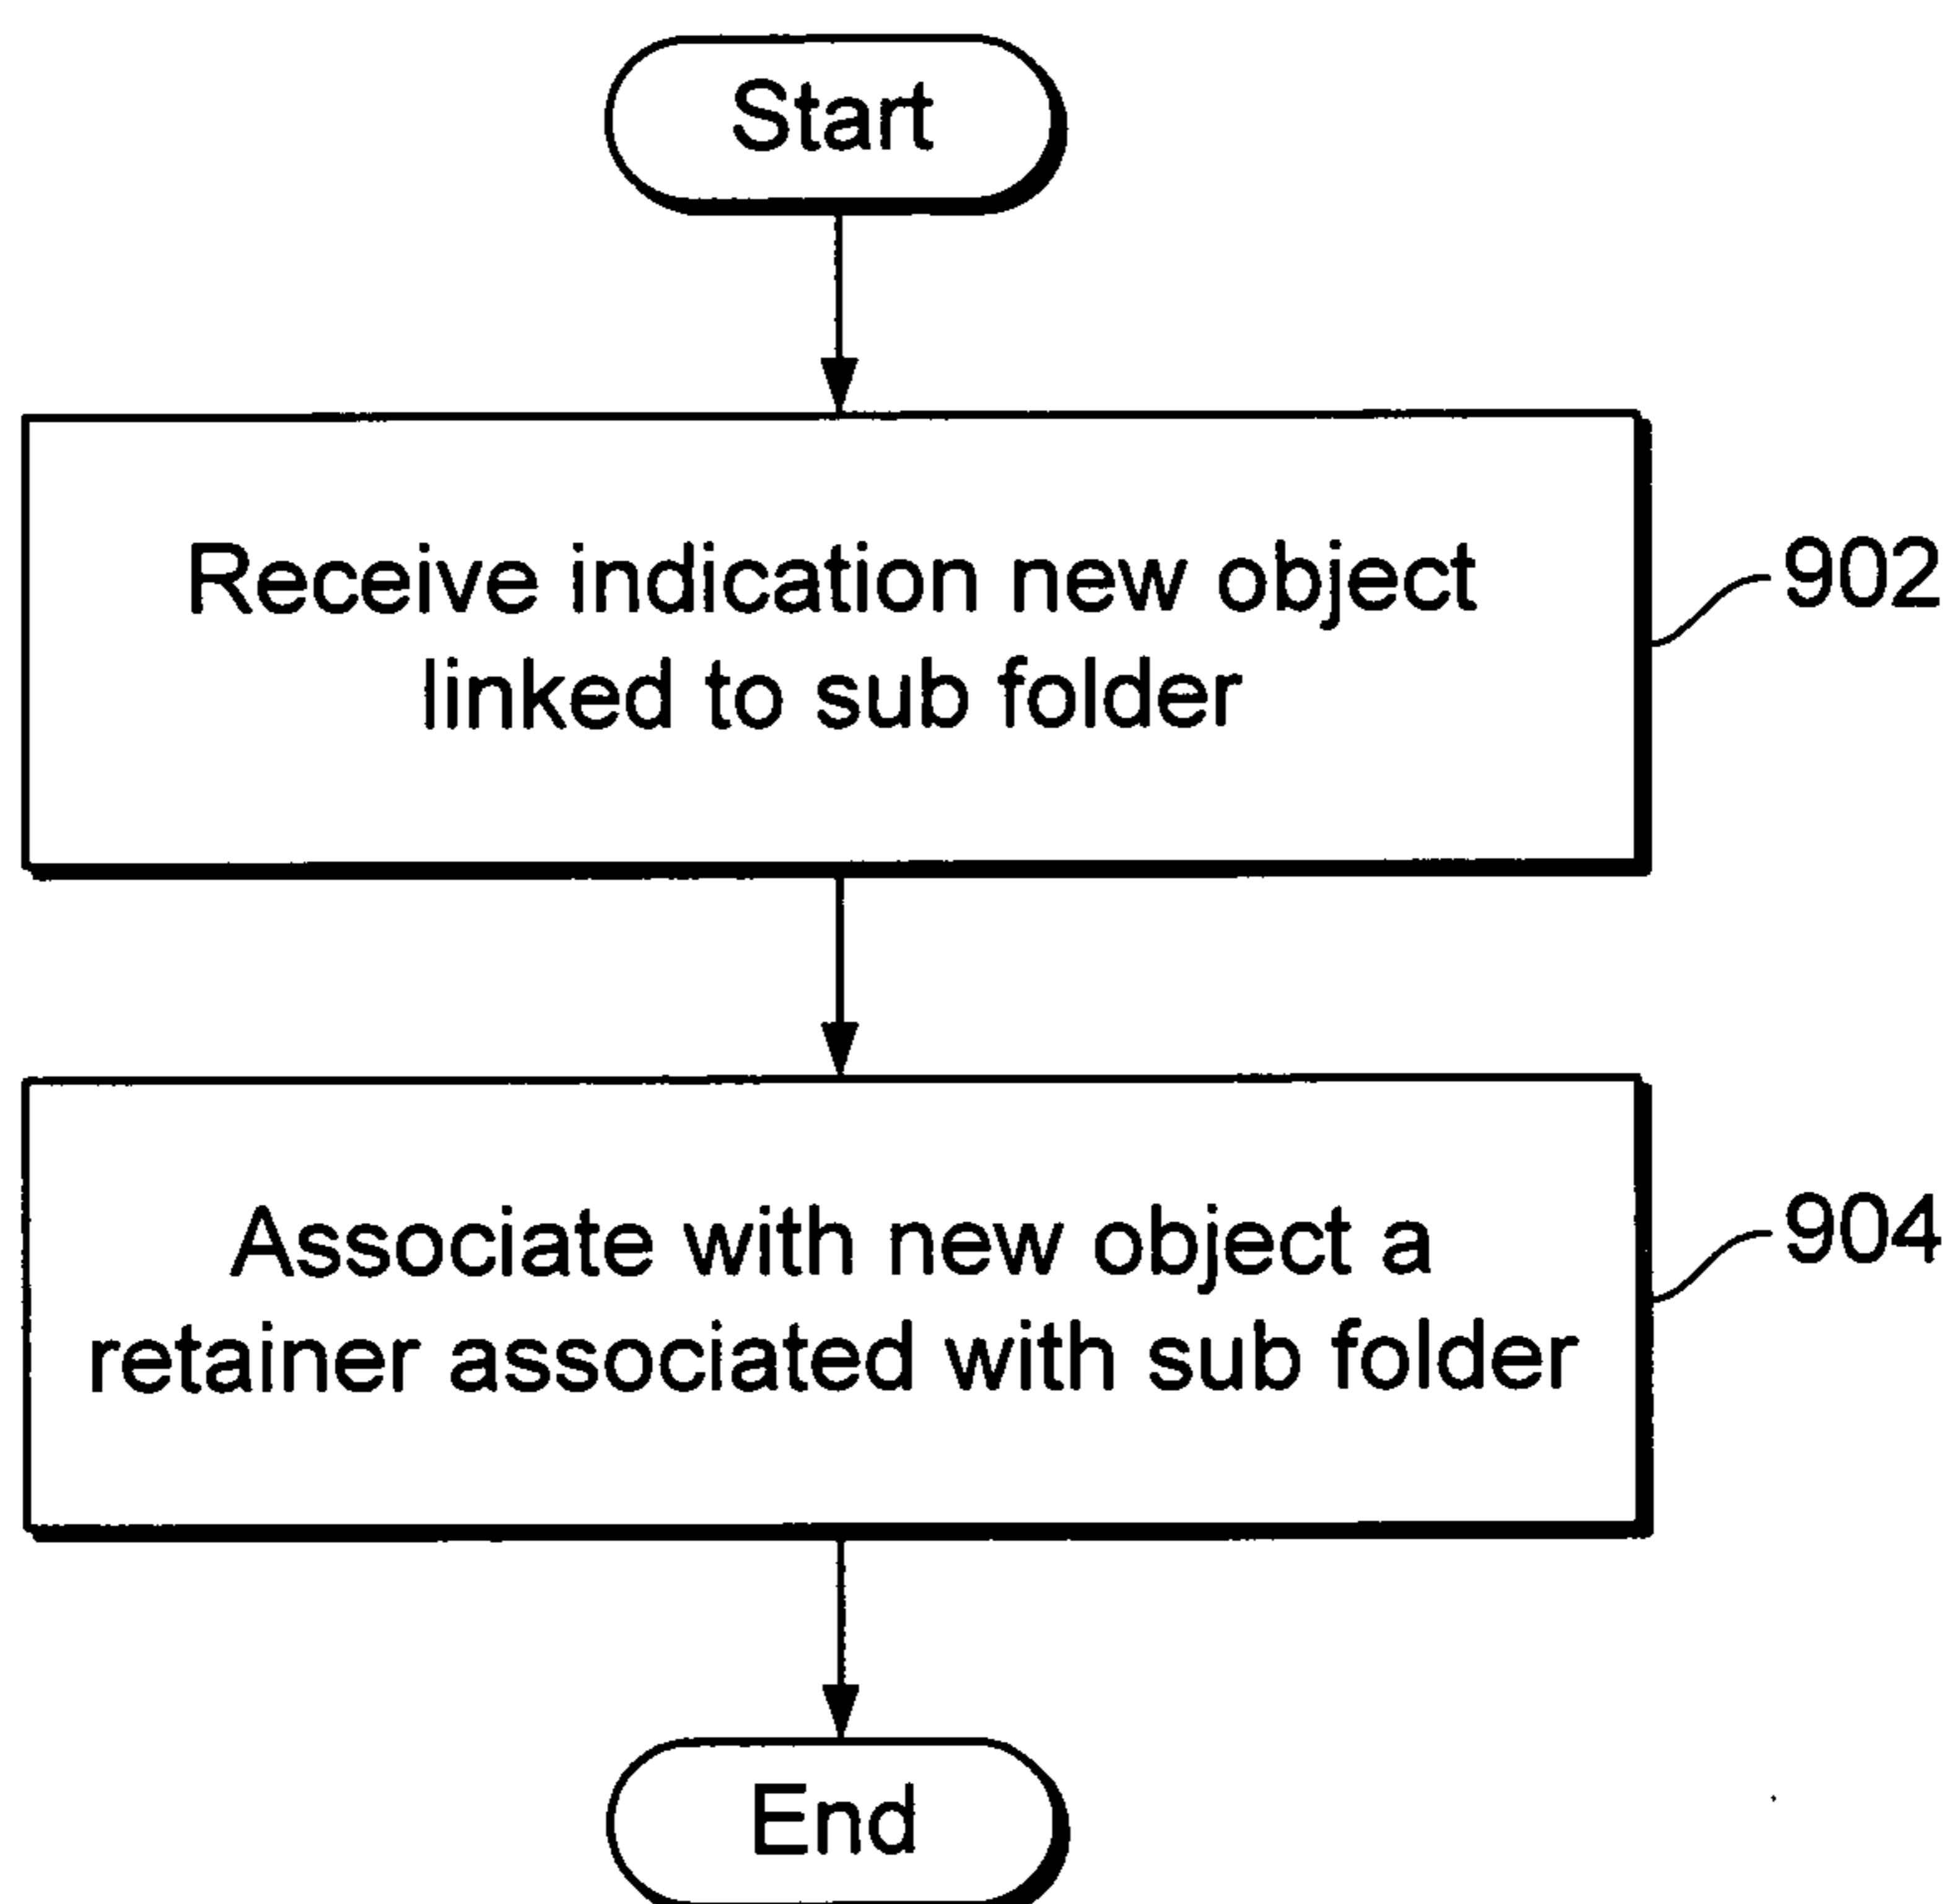 Start
Receive indication new object
linked to sub folder
902
Associate with new object a
retainer associated with sub folder
904
End